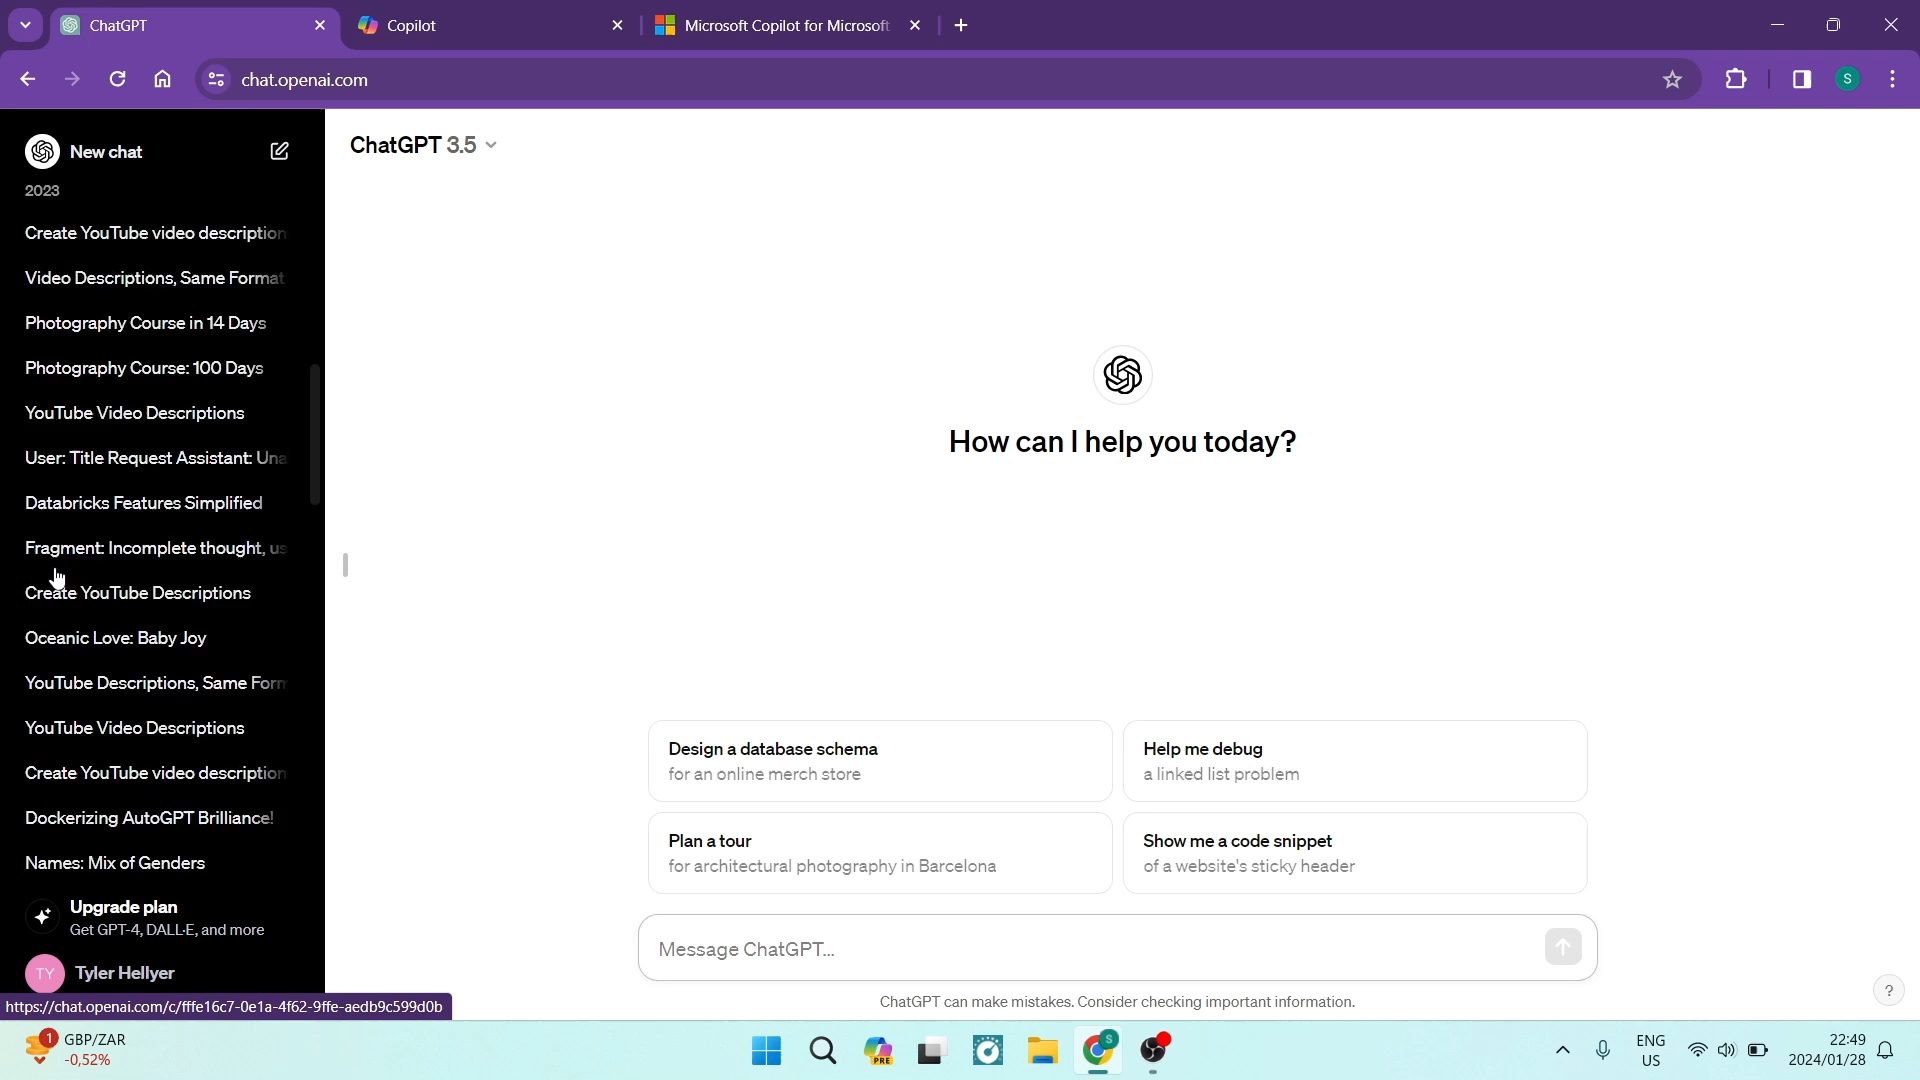 ChatGPT
Copilot
Microsoft Copilot for Microsoft
chat.openai.com
S
New chat
2023
Create YouTube video description
Video Descriptions, Same Format
Photography Course in 14 Days
Photography Course: 100 Days
YouTube Video Descriptions
User: Title Request Assistant: Una
Databricks Features Simplified
Fragment: Incomplete thought, us
Create YouTube Descriptions
Oceanic Love: Baby Joy
YouTube Descriptions, Same Form
YouTube Video Descriptions
Create YouTube video description
Dockerizing AutoGPT Brilliance!
Names: Mix of Genders
Upgrade plan
Get GPT-4, DALL·E, and more
TY Tyler Hellyer
https://chat.openai.com/c/fffe16c7-0e1a-4f62-9ffe-aedb9c599d0b
ChatGPT 3.5
How can I help you today?
Design a database schema
for an online merch store
Help me debug
a linked list problem
Plan a tour
for architectural photography in Barcelona
Show me a code snippet
of a website's sticky header
Message ChatGPT...
ChatGPT can make mistakes. Consider checking important information.
?
1
GBP/ZAR
-0,52%
PRE
S
ENG
US
22:49
2024/01/28